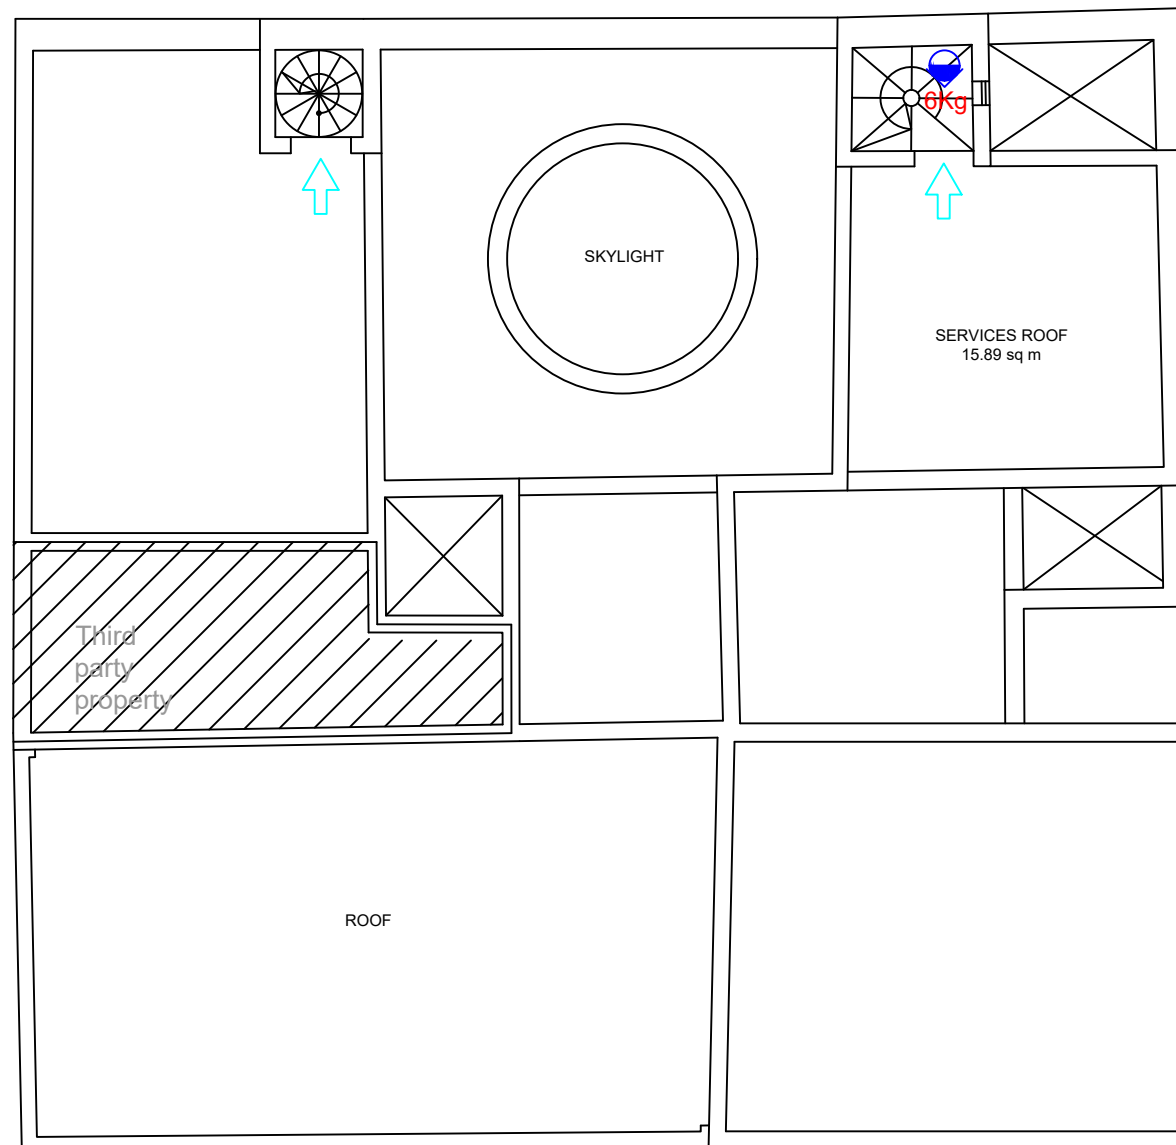 6Kg
SKYLIGHT
SERVICES ROOF
15.89 sq m
Third
party
property
ROOF